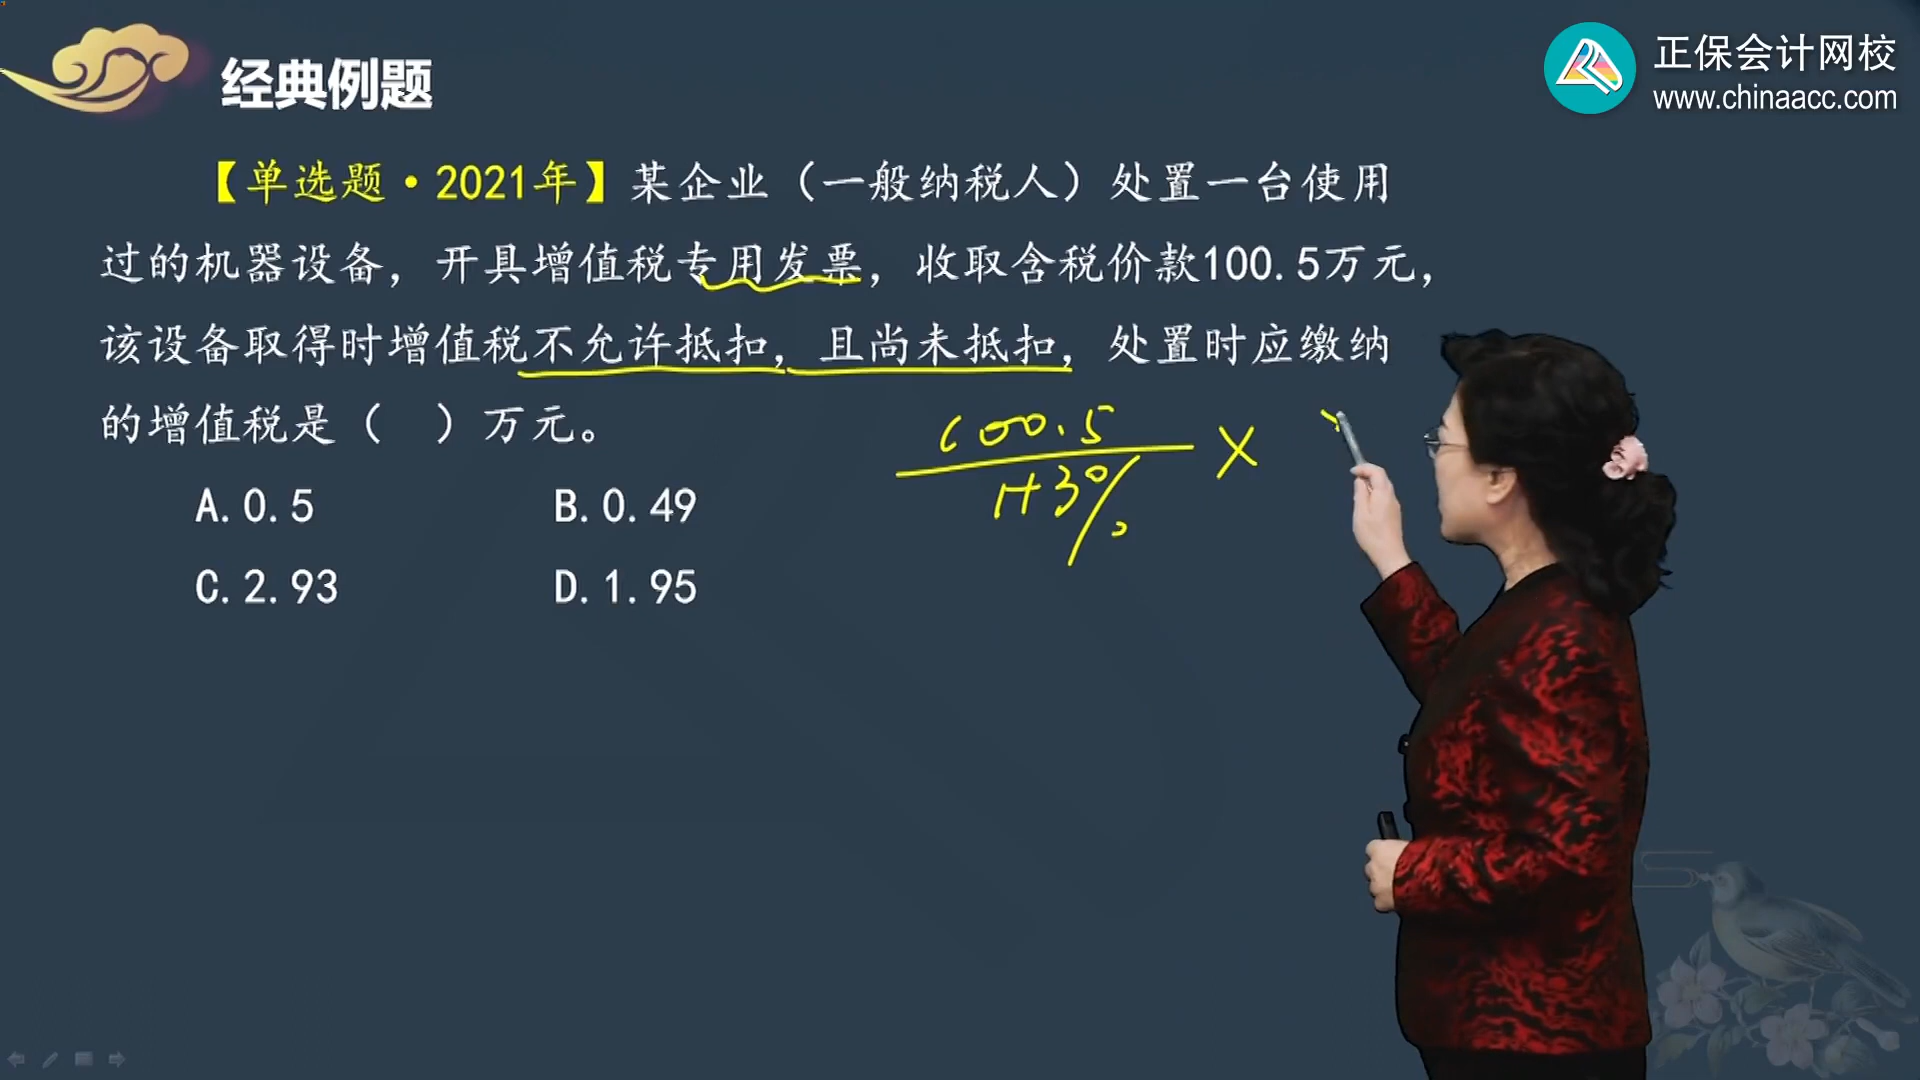 经典例题
正保会计网校
www.chinaacc.com
【单选题·2021年】某企业（一般纳税人）处置一台使用
过的机器设备，开具增值税专用发票，收取含税价款100.5万元，
该设备取得时增值税不允许抵扣，且尚未抵扣，处置时应缴纳
的增值税是（　）万元。
100.5
1+3%
×
A.0.5 B.0.49
C.2.93 D.1.95